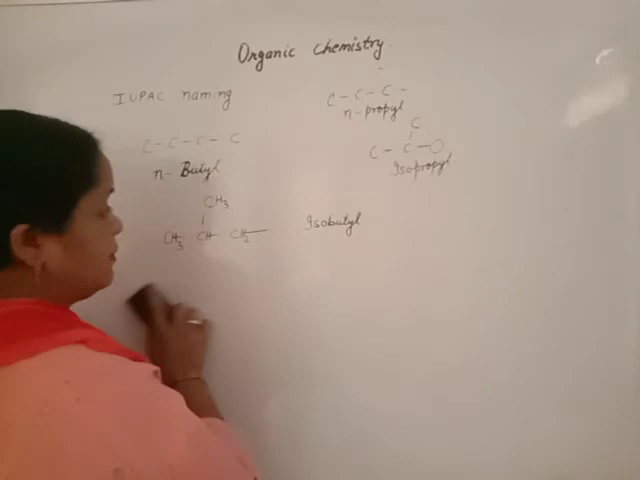 Organic Chemistry
IUPAC naming
C - C - C - C
n- Butyl
CH3
CH3 CH CH2—
Isobutyl
C - C - C -
n - propyl
C
C - C - O
Isopropyl